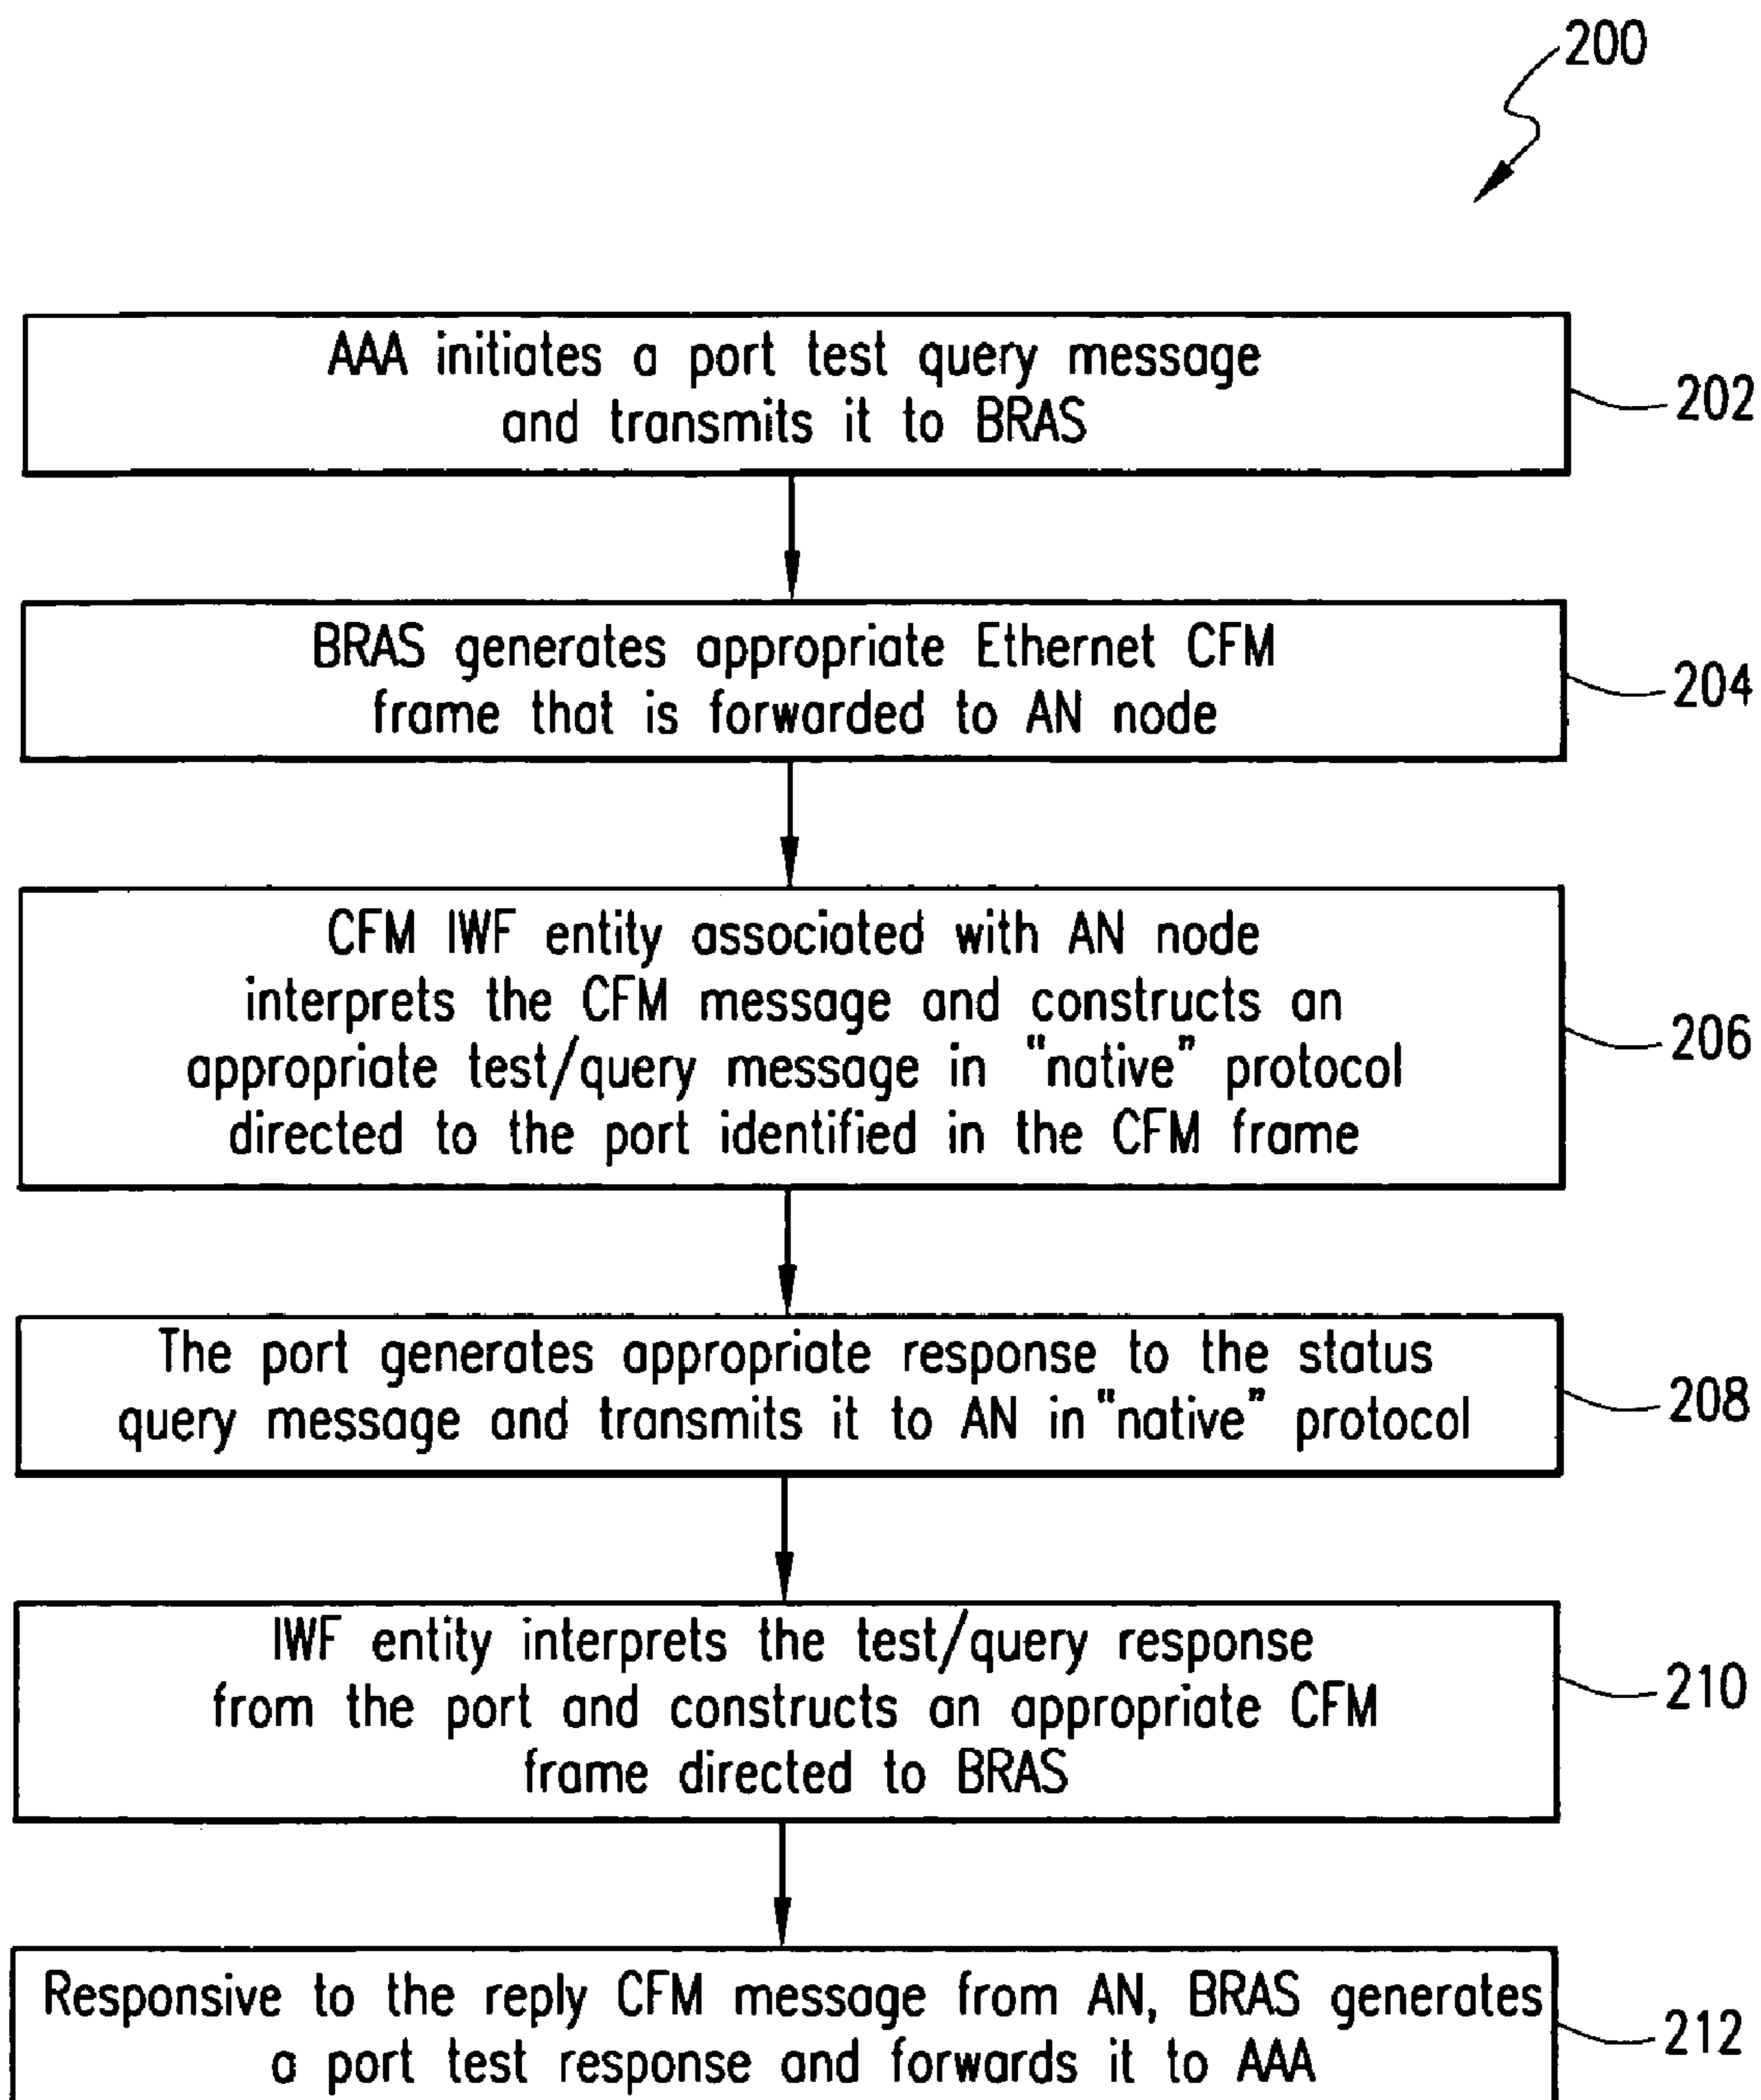 200
AAA initiates a port test query message
and transmits it to BRAS
202
BRAS generates appropriate Ethernet CFM
frame that is forwarded to AN node
204
CFM IWF entity associated with AN node
interprets the CFM message and constructs an
appropriate test/query message in "native" protocol
directed to the port identified in the CFM frame
206
The port generates appropriate response to the status
query message and transmits it to AN in "native" protocol
208
IWF entity interprets the test/query response
from the port and constructs an appropriate CFM
frame directed to BRAS
210
Responsive to the reply CFM message from AN, BRAS generates
a port test response and forwards it to AAA
212